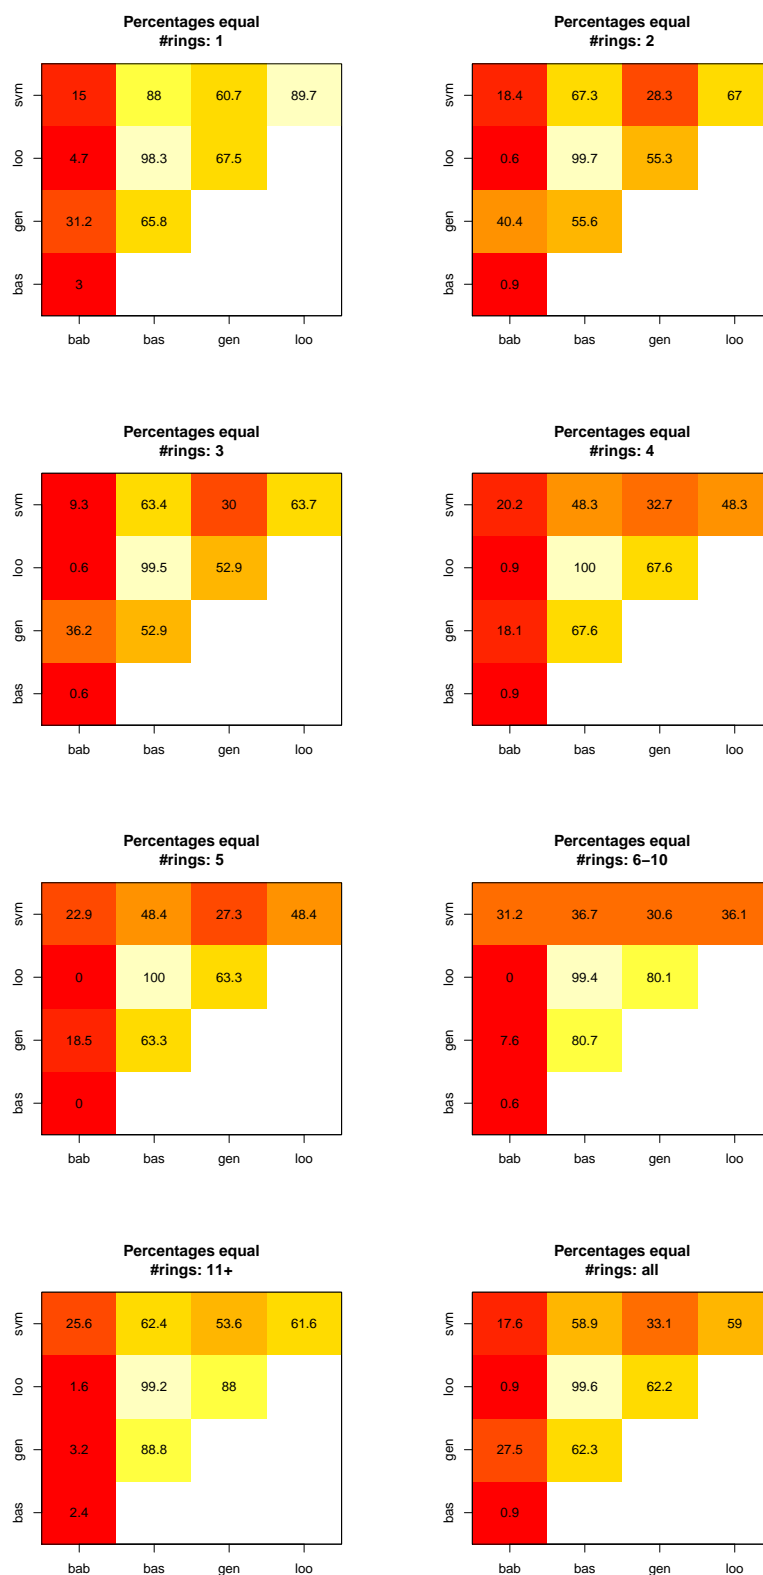 Percentages equal
#rings: 1
svm 15 88 60.7 89.7
loo 4.7 98.3 67.5
gen 31.2 65.8
bas 3
bab bas gen loo
Percentages equal
#rings: 2
svm 18.4 67.3 28.3 67
loo 0.6 99.7 55.3
gen 40.4 55.6
bas 0.9
bab bas gen loo
Percentages equal
#rings: 3
svm 9.3 63.4 30 63.7
loo 0.6 99.5 52.9
gen 36.2 52.9
bas 0.6
bab bas gen loo
Percentages equal
#rings: 4
svm 20.2 48.3 32.7 48.3
loo 0.9 100 67.6
gen 18.1 67.6
bas 0.9
bab bas gen loo
Percentages equal
#rings: 5
svm 22.9 48.4 27.3 48.4
loo 0 100 63.3
gen 18.5 63.3
bas 0
bab bas gen loo
Percentages equal
#rings: 6–10
svm 31.2 36.7 30.6 36.1
loo 0 99.4 80.1
gen 7.6 80.7
bas 0.6
bab bas gen loo
Percentages equal
#rings: 11+
svm 25.6 62.4 53.6 61.6
loo 1.6 99.2 88
gen 3.2 88.8
bas 2.4
bab bas gen loo
Percentages equal
#rings: all
svm 17.6 58.9 33.1 59
loo 0.9 99.6 62.2
gen 27.5 62.3
bas 0.9
bab bas gen loo